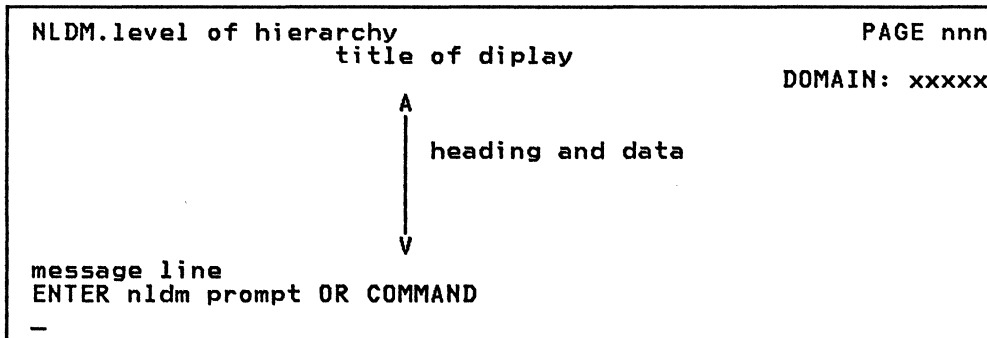 NLDM.level of hierarchy PAGE nnn
title of diplay
DOMAIN: xxxxx
A
heading and data
V
message line
ENTER nldm prompt OR COMMAND
_